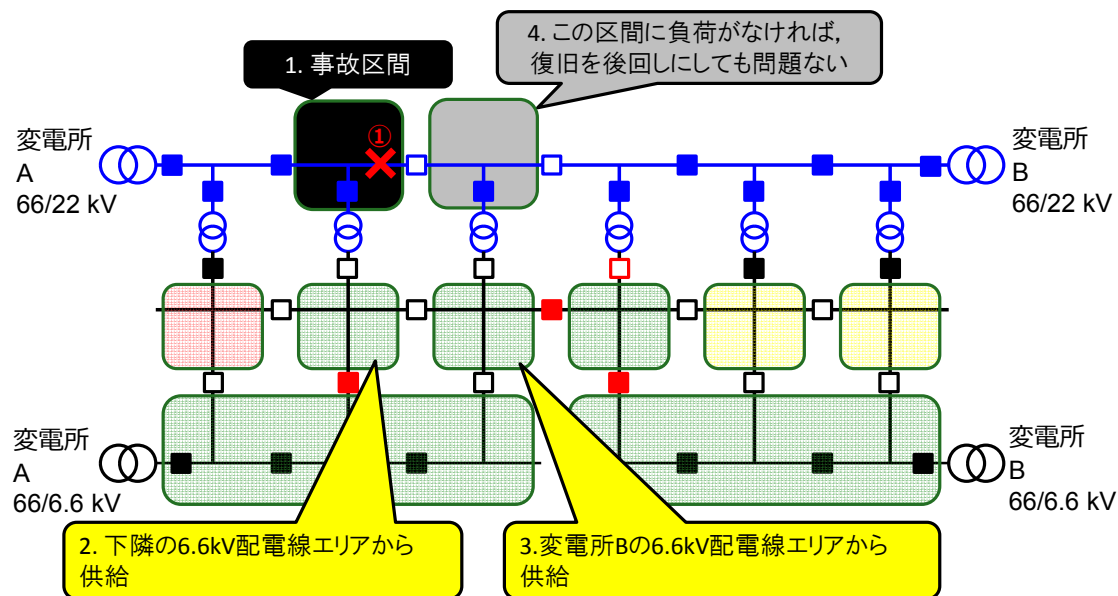 1. 事故区間
4. この区間に負荷がなければ,
復旧を後回しにしても問題ない
①
変電所
A
66/22 kV
変電所
B
66/22 kV
変電所
A
66/6.6 kV
変電所
B
66/6.6 kV
2. 下隣の6.6kV配電線エリアから
供給
3.変電所Bの6.6kV配電線エリアから
供給